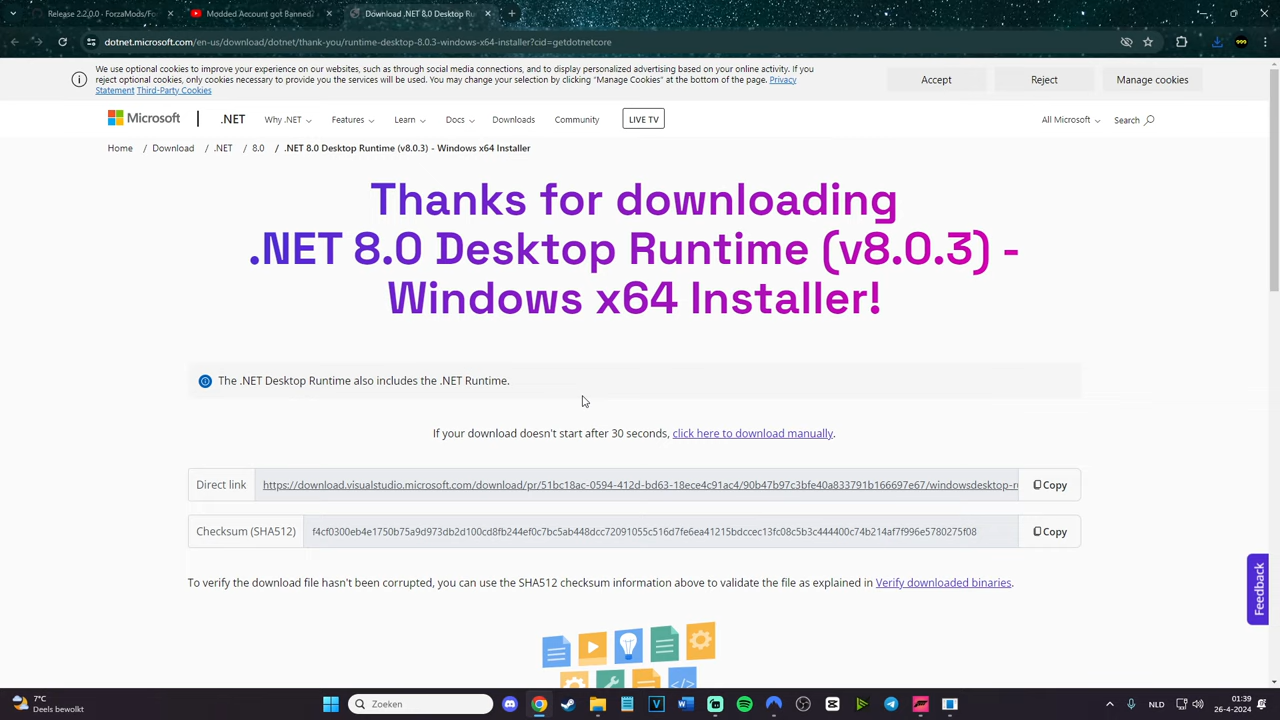 Release 2.2.0.0 · ForzaMods/Fo
Modded Account got Banned
Download .NET 8.0 Desktop Ru
dotnet.microsoft.com/en-us/download/dotnet/thank-you/runtime-desktop-8.0.3-windows-x64-installer?cid=getdotnetcore
We use optional cookies to improve your experience on our websites, such as through social media connections, and to display personalized advertising based on your online activity. If you
reject optional cookies, only cookies necessary to provide you the services will be used. You may change your selection by clicking "Manage Cookies" at the bottom of the page. Privacy
Statement Third-Party Cookies
Accept
Reject
Manage cookies
Microsoft
.NET
Why .NET
Features
Learn
Docs
Downloads
Community
LIVE TV
All Microsoft
Search
Home / Download / .NET / 8.0 / .NET 8.0 Desktop Runtime (v8.0.3) - Windows x64 Installer
Thanks for downloading
.NET 8.0 Desktop Runtime (v8.0.3) -
Windows x64 Installer!
The .NET Desktop Runtime also includes the .NET Runtime.
If your download doesn't start after 30 seconds, click here to download manually.
Direct link
https://download.visualstudio.microsoft.com/download/pr/51bc18ac-0594-412d-bd63-18ece4c91ac4/90b47b97c3bfe40a833791b166697e67/windowsdesktop-ru
Copy
Checksum (SHA512)
f4cf0300eb4e1750b75a9d973db2d100cd8fb244ef0c7bc5ab448dcc72091055c516d7fe6ea41215bdccec13fc08c5b3c444400c74b214af7f996e5780275f08
Copy
To verify the download file hasn't been corrupted, you can use the SHA512 checksum information above to validate the file as explained in Verify downloaded binaries.
Feedback
7°C
Deels bewolkt
Zoeken
NLD
01:39
26-4-2024